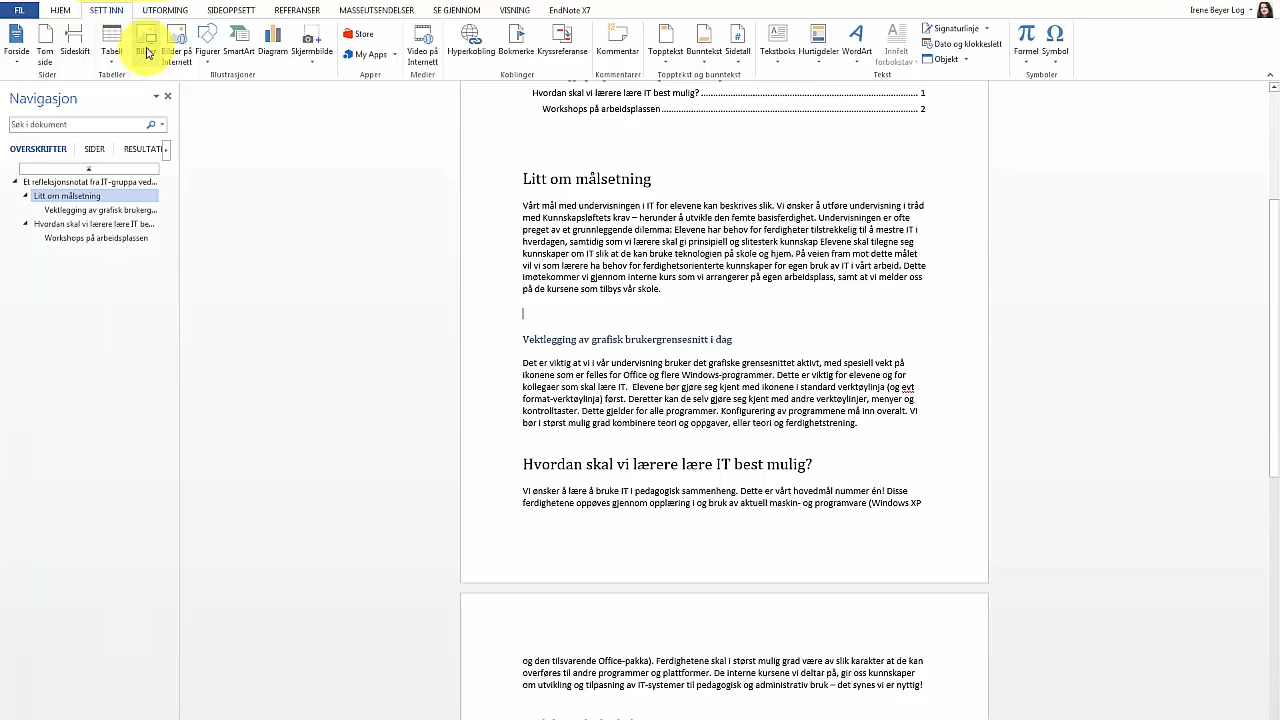 FIL HJEM SETT INN UTFORMING SIDEOPPSETT REFERANSER MASSEUTSENDELSER SE GJENNOM VISNING EndNote X7 Irene Beyer Log
Forside Tom side Sideskift Tabell Bilder på Internett Figurer SmartArt Diagram Skjermbilde Store My Apps Video på Internett Hyperkobling Bokmerke Kryssreferanse Kommentar Topptekst Bunntekst Sidetall Tekstboks Hurtigdeler WordArt Innfelt forbokstav Signaturlinje Dato og klokkeslett Objekt Formel Symbol
Sider Tabeller Illustrasjoner Apper Medier Koblinger Kommentarer Topptekst og bunntekst Tekst Symboler
Navigasjon
Søk i dokument
OVERSKRIFTER SIDER RESULTAT
Et refleksjonsnotat fra IT-gruppa ved...
Litt om målsetning
Vektlegging av grafisk brukerg...
Hvordan skal vi lærere lære IT be...
Workshops på arbeidsplassen
Hvordan skal vi lærere lære IT best mulig? 1
Workshops på arbeidsplassen 2
Litt om målsetning
Vårt mål med undervisningen i IT for elevene kan beskrives slik. Vi ønsker å utføre undervisning i tråd
med Kunnskapsløftets krav – herunder å utvikle den femte basisferdighet. Undervisningen er ofte
preget av et grunnleggende dilemma: Elevene har behov for ferdigheter tilstrekkelig til å mestre IT i
hverdagen, samtidig som vi lærere skal gi prinsipiell og slitesterk kunnskap Elevene skal tilegne seg
kunnskaper om IT slik at de kan bruke teknologien på skole og hjem. På veien fram mot dette målet
vil vi som lærere ha behov for ferdighetsorienterte kunnskaper for egen bruk av IT i vårt arbeid. Dette
imøtekommer vi gjennom interne kurs som vi arrangerer på egen arbeidsplass, samt at vi melder oss
på de kursene som tilbys vår skole.
Vektlegging av grafisk brukergrensesnitt i dag
Det er viktig at vi i vår undervisning bruker det grafiske grensesnittet aktivt, med spesiell vekt på
ikonene som er felles for Office og flere Windows-programmer. Dette er viktig for elevene og for
kollegaer som skal lære IT. Elevene bør gjøre seg kjent med ikonene i standard verktøylinja (og evt
format-verktøylinja) først. Deretter kan de selv gjøre seg kjent med andre verktøylinjer, menyer og
kontrolltaster. Dette gjelder for alle programmer. Konfigurering av programmene må inn overalt. Vi
bør i størst mulig grad kombinere teori og oppgaver, eller teori og ferdighetstrening.
Hvordan skal vi lærere lære IT best mulig?
Vi ønsker å lære å bruke IT i pedagogisk sammenheng. Dette er vårt hovedmål nummer én! Disse
ferdighetene oppøves gjennom opplæring i og bruk av aktuell maskin- og programvare (Windows XP
og den tilsvarende Office-pakka). Ferdighetene skal i størst mulig grad være av slik karakter at de kan
overføres til andre programmer og plattformer. De interne kursene vi deltar på, gir oss kunnskaper
om utvikling og tilpasning av IT-systemer til pedagogisk og administrativ bruk – det synes vi er nyttig!